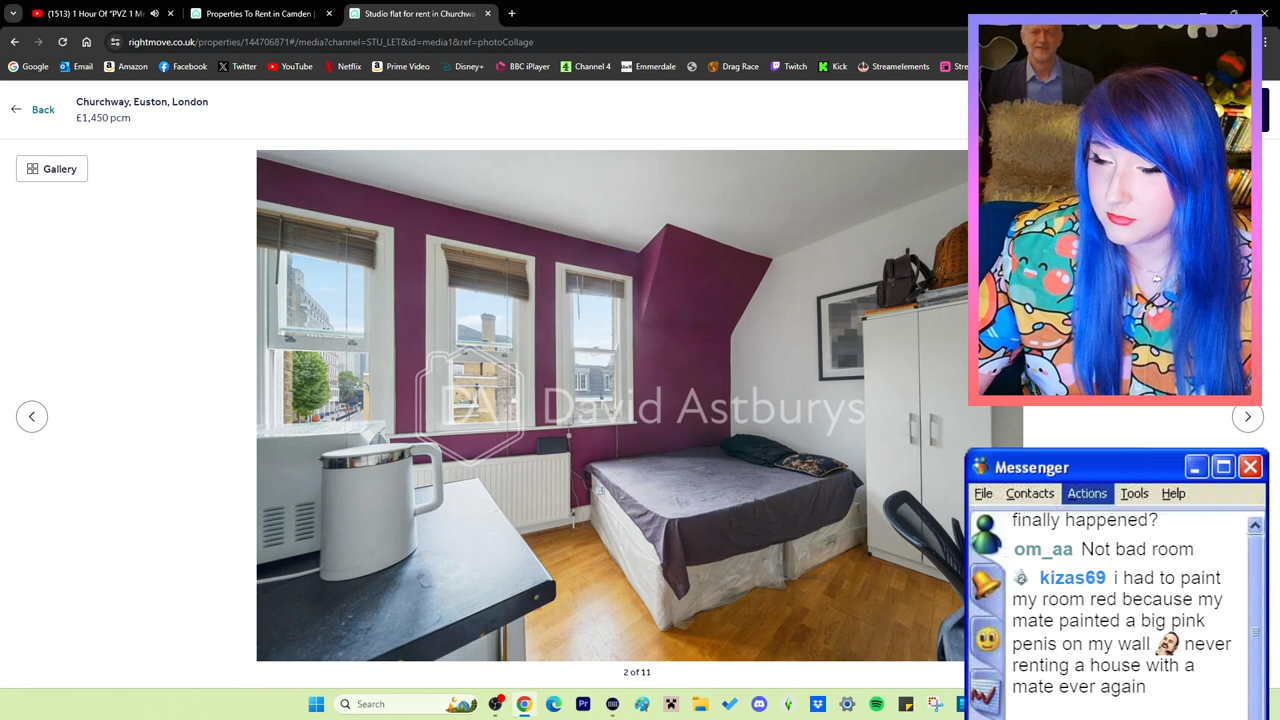 (1513) 1 Hour Of "PVZ 1 M
Properties To Rent in Camden
Studio flat for rent in Churchw
rightmove.co.uk/properties/144706871#/media?channel=STU_LET&id=media1&ref=photoCollage
Google Email Amazon Facebook Twitter YouTube Netflix Prime Video Disney+ BBC iPlayer Channel 4 Emmerdale Drag Race Twitch Kick Streamelements Stre
Back
Churchway, Euston, London
£1,450 pcm
Gallery
DA David Astburys
2 of 11
Messenger
File Contacts Actions Tools Help
finally happened?
om_aa Not bad room
kizas69 i had to paint
my room red because my
mate painted a big pink
penis on my wall never
renting a house with a
mate ever again
Search